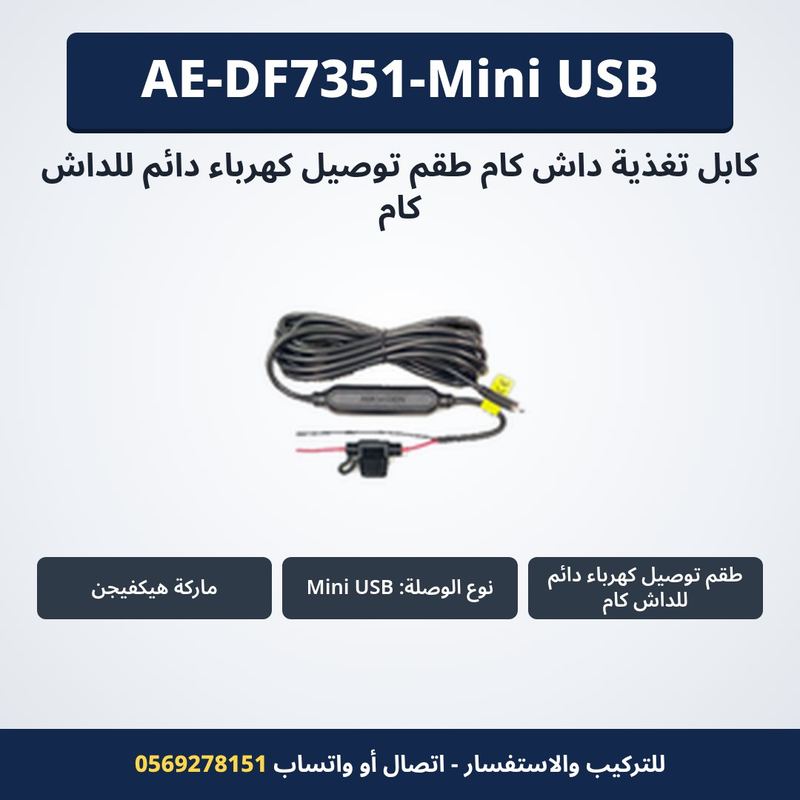 AE-DF7351-Mini USB
كابل تغذية داش كام طقم توصيل كهرباء دائم للداش
كام
طقم توصيل كهرباء دائم
للداش كام
نوع الوصلة: Mini USB
ماركة هيكفيجن
للتركيب والاستفسار - اتصال أو واتساب 0569278151